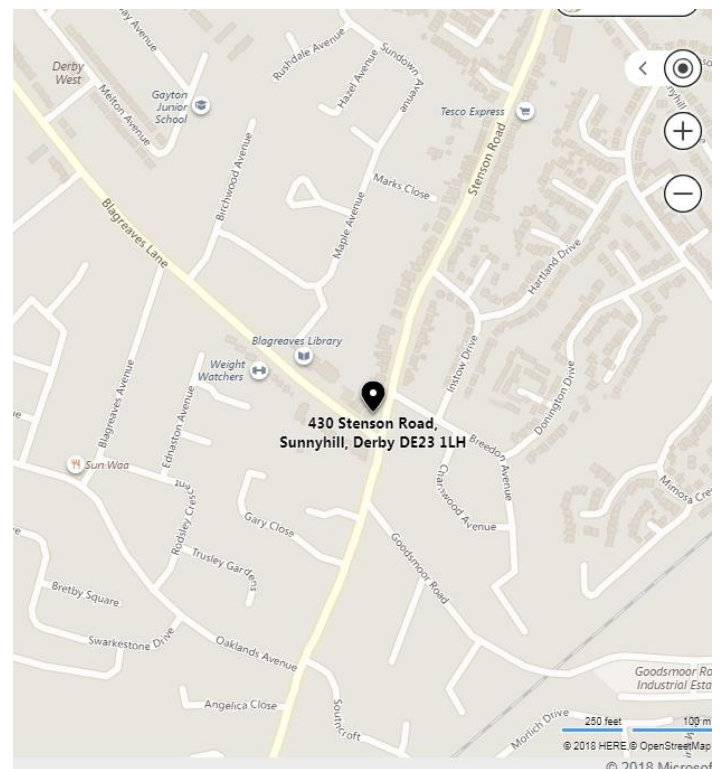 Rushdale Avenue
Sundown Avenue
Derby
West
Hazel Avenue
Gayton
Junior
School
Melton Avenue
Tesco Express
Stenson Road
Birchwood Avenue
Marks Close
Blagreaves Lane
Maple Avenue
Hartland Drive
Blagreaves Library
Weight
Watchers
Instow Drive
Donington Drive
Blagreaves Avenue
Ednaston Avenue
430 Stenson Road,
Sunnyhill, Derby DE23 1LH
Breedon Avenue
Sun Waa
Charnwood Avenue
Mimosa Cres
Rodsley Crescent
Gary Close
Trusley Gardens
Goodsmoor Road
Bretby Square
Swarkestone Drive
Oaklands Avenue
Goodsmoor Ro
Industrial Esta
Angelica Close
Southcroft
Morlich Drive
250 feet
100 m
© 2018 HERE,© OpenStreetMap
© 2018 Microsoft